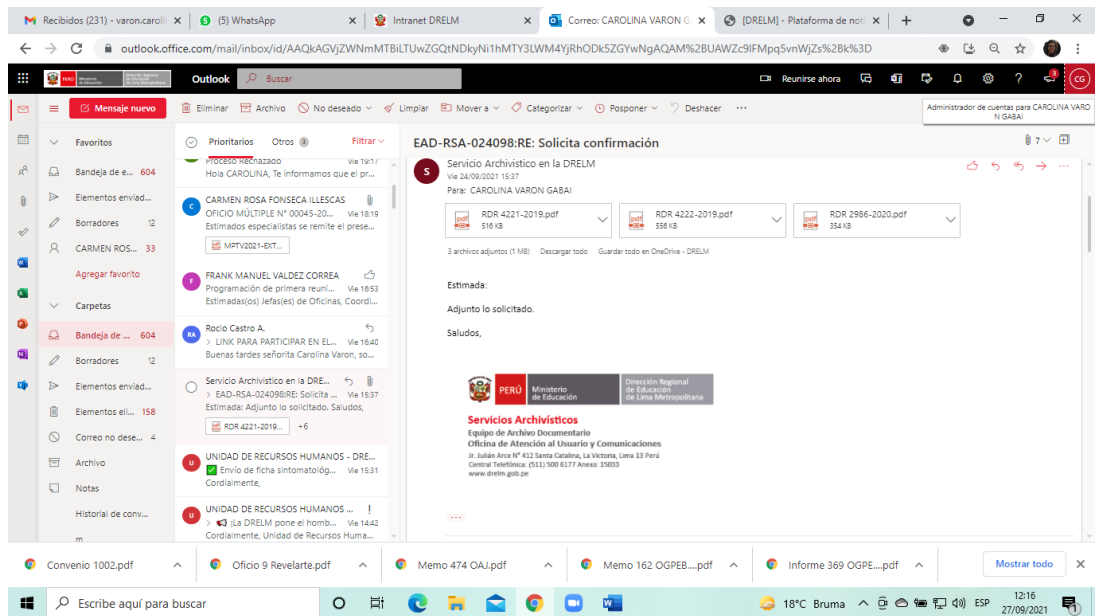 Recibidos (231) - varon.caroli
(5) WhatsApp
Intranet DRELM
Correo: CAROLINA VARON G
[DRELM] - Plataforma de noti
outlook.office.com/mail/inbox/id/AAQkAGVjZWNmMTBiLTUwZGQtNDkyNi1hMTY3LWM4YjRhODk5ZGYwNgAQAM%2BUAWZc9IFMpq5vnWjZs%2Bk%3D
PERÚ Ministerio de Educación
Outlook
Buscar
Reunirse ahora
CG
Mensaje nuevo
Eliminar
Archivo
No deseado
Limpiar
Mover a
Categorizar
Posponer
Deshacer
Administrador de cuentas para CAROLINA VARO
N GABAI
Favoritos
Bandeja de e... 604
Elementos enviad...
Borradores 12
CARMEN ROS... 33
Agregar favorito
Carpetas
Bandeja de ... 604
Borradores 12
Elementos enviad...
Elementos eli... 158
Correo no dese... 4
Archivo
Notas
Historial de conv...
Prioritarios Otros 3 Filtrar
Proceso Rechazado Vie 19:17
Hola CAROLINA, Te informamos que el pr...
C
CARMEN ROSA FONSECA ILLESCAS
OFICIO MÚLTIPLE N° 00045-20... Vie 18:19
Estimados especialistas se remite el prese...
MPTV2021-EXT...
F
FRANK MANUEL VALDEZ CORREA
Programación de primera reuni... Vie 16:53
Estimadas(os) Jefas(es) de Oficinas, Coordi...
RA
Rocio Castro A.
> LINK PARA PARTICIPAR EN EL... Vie 16:40
Buenas tardes señorita Carolina Varon, so...
Servicio Archivistico en la DRE...
> EAD-RSA-024098:RE: Solicita ... Vie 15:37
Estimada: Adjunto lo solicitado. Saludos,
RDR 4221-2019... +6
U
UNIDAD DE RECURSOS HUMANOS - DRE...
Envío de ficha sintomatológ... Vie 15:31
Cordialmente,
U
UNIDAD DE RECURSOS HUMANOS ... !
> ¡La DRELM pone el homb... Vie 14:42
Cordialmente, Unidad de Recursos Huma...
EAD-RSA-024098:RE: Solicita confirmación
7
S
Servicio Archivistico en la DRELM
Vie 24/09/2021 15:37
Para: CAROLINA VARON GABAI
RDR 4221-2019.pdf
516 KB
RDR 4222-2019.pdf
556 KB
RDR 2986-2020.pdf
354 KB
3 archivos adjuntos (1 MB) Descargar todo Guardar todo en OneDrive - DRELM
Estimada:
Adjunto lo solicitado.
Saludos,
PERÚ
Ministerio
de Educación
Dirección Regional
de Educación
de Lima Metropolitana
Servicios Archivísticos
Equipo de Archivo Documentario
Oficina de Atención al Usuario y Comunicaciones
Jr. Julián Arce N° 412 Santa Catalina, La Victoria, Lima 13 Perú
Central Telefónica: (511) 500 6177 Anexo: 15033
www.drelm.gob.pe
Convenio 1002.pdf
Oficio 9 Revelarte.pdf
Memo 474 OAJ.pdf
Memo 162 OGPEB....pdf
Informe 369 OGPE....pdf
Mostrar todo
Escribe aquí para buscar
18°C Bruma
ESP
12:16
27/09/2021